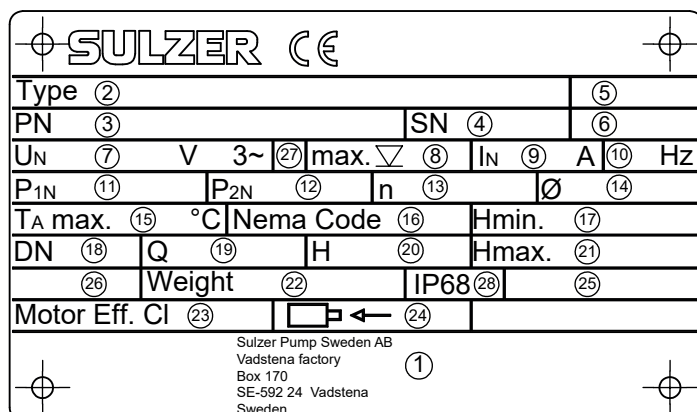 SULZER CE
Type ② ⑤
PN ③ SN ④ ⑥
UN ⑦ V 3~ ㉗ max. ⑧ IN ⑨ A ⑩ Hz
P1N ⑪ P2N ⑫ n ⑬ Ø ⑭
TA max. ⑮ °C Nema Code ⑯ Hmin. ⑰
DN ⑱ Q ⑲ H ⑳ Hmax. ㉑
㉖ Weight ㉒ IP68 ㉘ ㉕
Motor Eff. Cl ㉓ ㉔
Sulzer Pump Sweden AB
Vadstena factory ①
Box 170
SE-592 24 Vadstena
Sweden